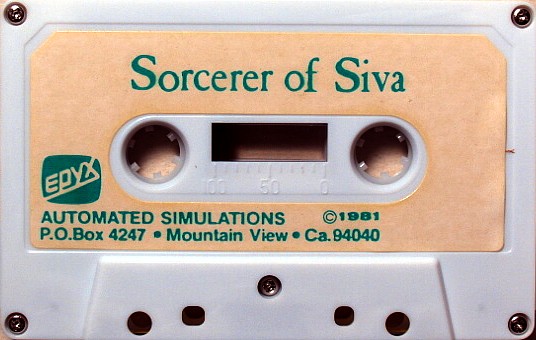 Sorcerer of Siva
100 50 0
EPYX
AUTOMATED SIMULATIONS ©1981
P.O.Box 4247 • Mountain View • Ca.94040